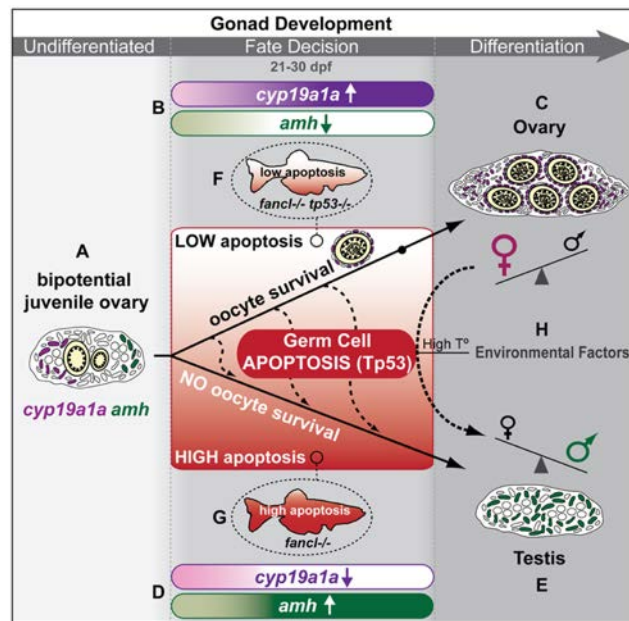 Gonad Development
Undifferentiated Fate Decision Differentiation
21-30 dpf
B
cyp19a1a ↑
amh ↓
C
Ovary
F
low apoptosis
fancl-/- tp53-/-
LOW apoptosis
A
bipotential
juvenile ovary
cyp19a1a amh
oocyte survival
♀ ♂
Germ Cell
APOPTOSIS (Tp53)
High Tº
H
Environmental Factors
NO oocyte survival
HIGH apoptosis
♀ ♂
G
high apoptosis
fancl-/-
Testis
E
D
cyp19a1a ↓
amh ↑